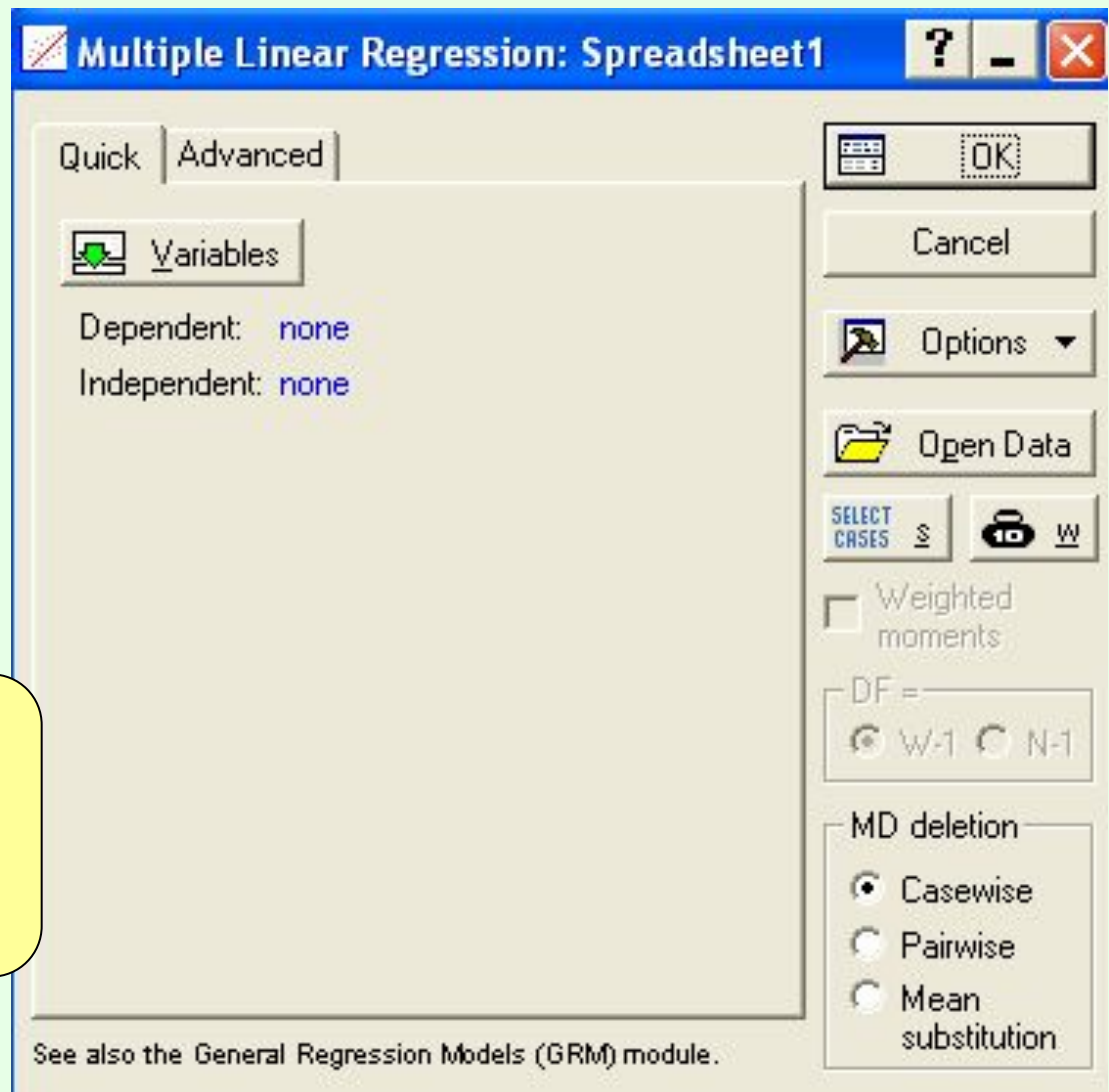 Multiple Linear Regression: Spreadsheet1
Quick
Advanced
Variables
Dependent: none
Independent: none
See also the General Regression Models (GRM) module.
OK
Cancel
Options
Open Data
SELECT CASES S
10 W
Weighted
moments
DF =
W-1 N-1
MD deletion
Casewise
Pairwise
Mean
substitution